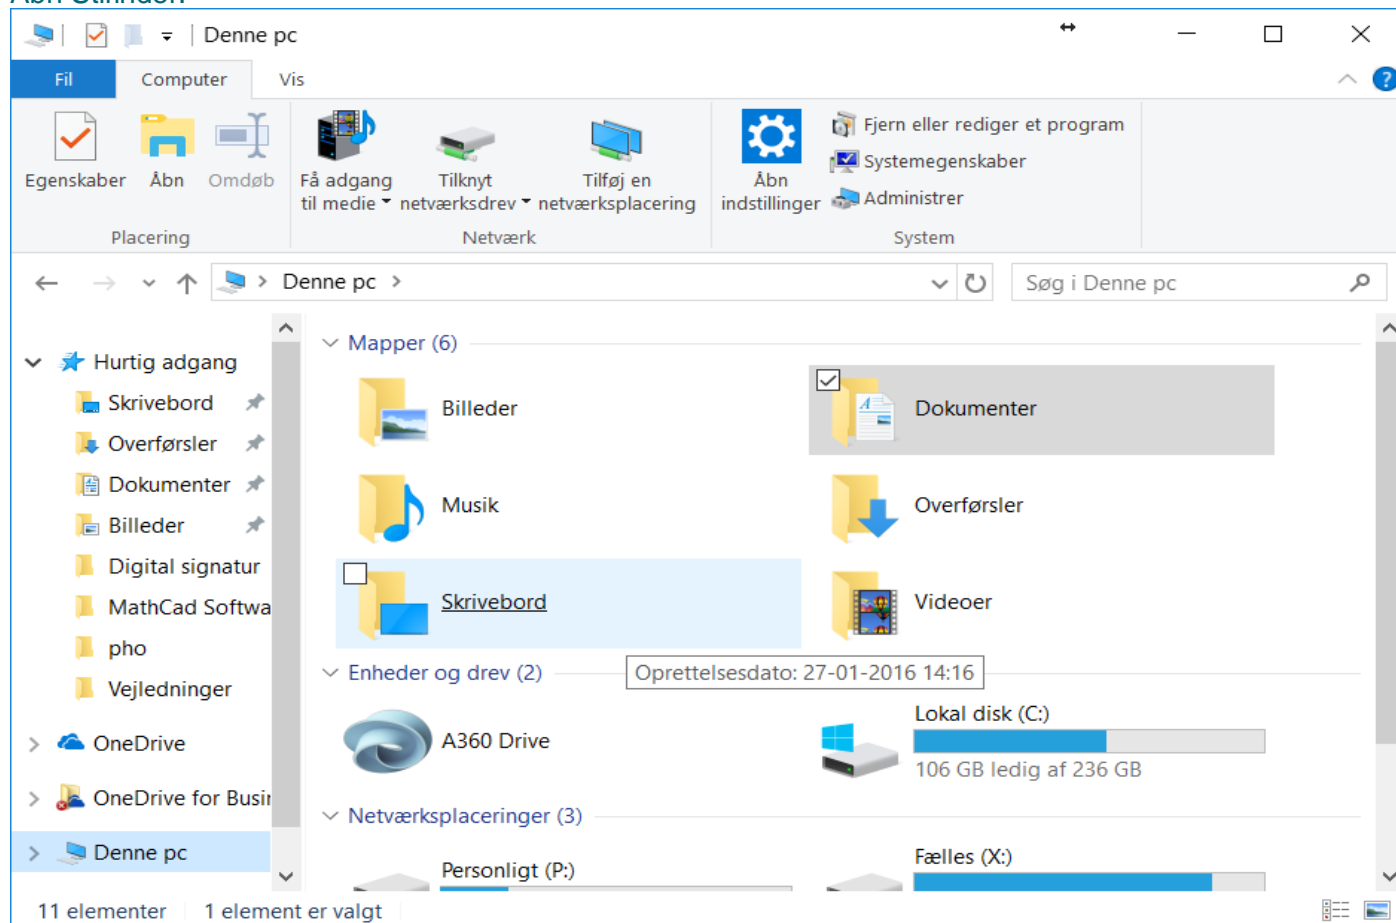 Denne pc
Fil Computer Vis
Fjern eller rediger et program
Systemegenskaber
Administrer
Egenskaber Åbn Omdøb
Få adgang til medie
Tilknyt netværksdrev
Tilføj en netværksplacering
Åbn indstillinger
Placering Netværk System
Denne pc
Søg i Denne pc
Hurtig adgang
Skrivebord
Overførsler
Dokumenter
Billeder
Digital signatur
MathCad Softwa
pho
Vejledninger
OneDrive
OneDrive for Busin
Denne pc
Mapper (6)
Billeder
Dokumenter
Musik
Overførsler
Skrivebord
Videoer
Enheder og drev (2)
Oprettelsesdato: 27-01-2016 14:16
A360 Drive
Lokal disk (C:)
106 GB ledig af 236 GB
Netværksplaceringer (3)
Personligt (P:)
Fælles (X:)
11 elementer 1 element er valgt